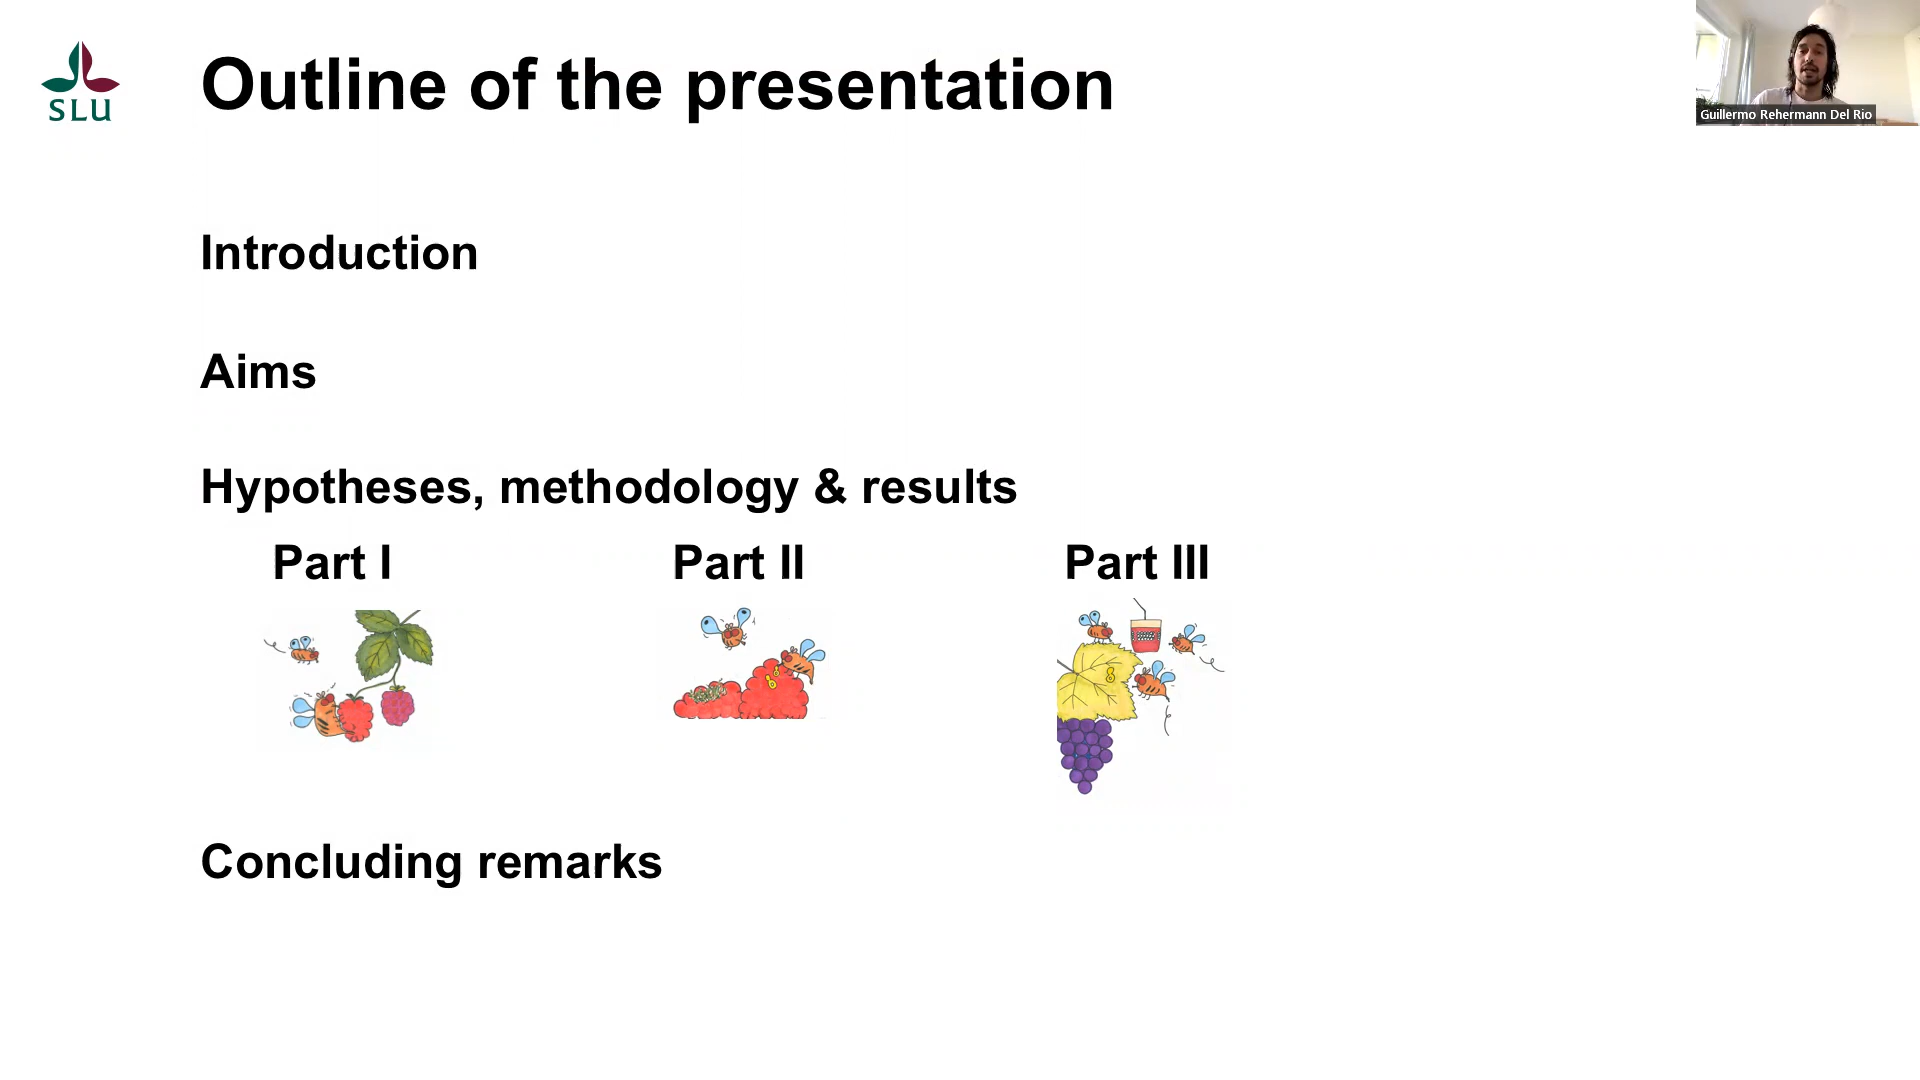 SLU
Outline of the presentation
Guillermo Rehermann Del Rio
Introduction
Aims
Hypotheses, methodology & results
Part I
Part II
Part III
Concluding remarks